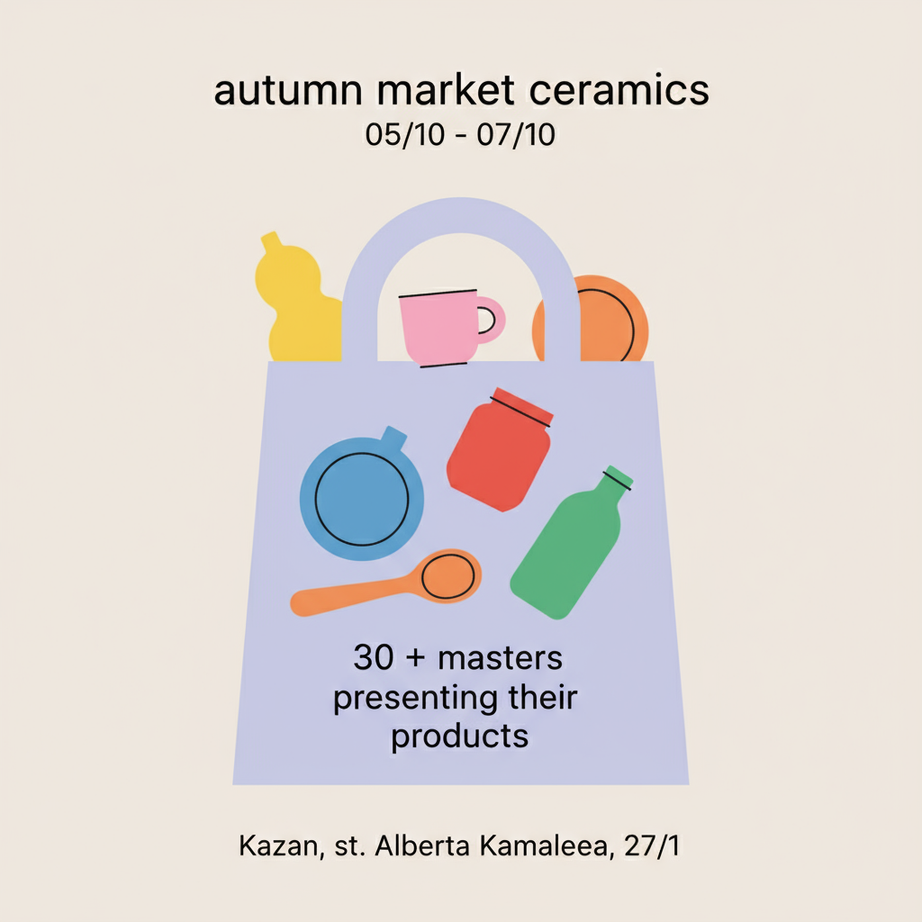 autumn market ceramics
05/10 - 07/10
30 + masters
presenting their
products
Kazan, st. Alberta Kamaleea, 27/1